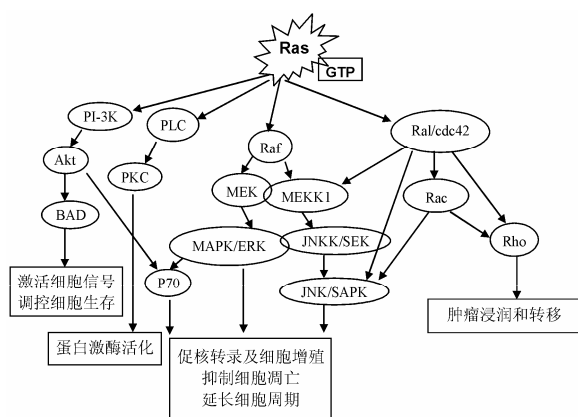 Ras
GTP
PI-3K
PLC
Raf
Ral/cdc42
Akt
PKC
MEK
MEKK1
Rac
BAD
MAPK/ERK
JNKK/SEK
Rho
P70
JNK/SAPK
激活细胞信号
调控细胞生存
肿瘤浸润和转移
蛋白激酶活化
促核转录及细胞增殖
抑制细胞凋亡
延长细胞周期